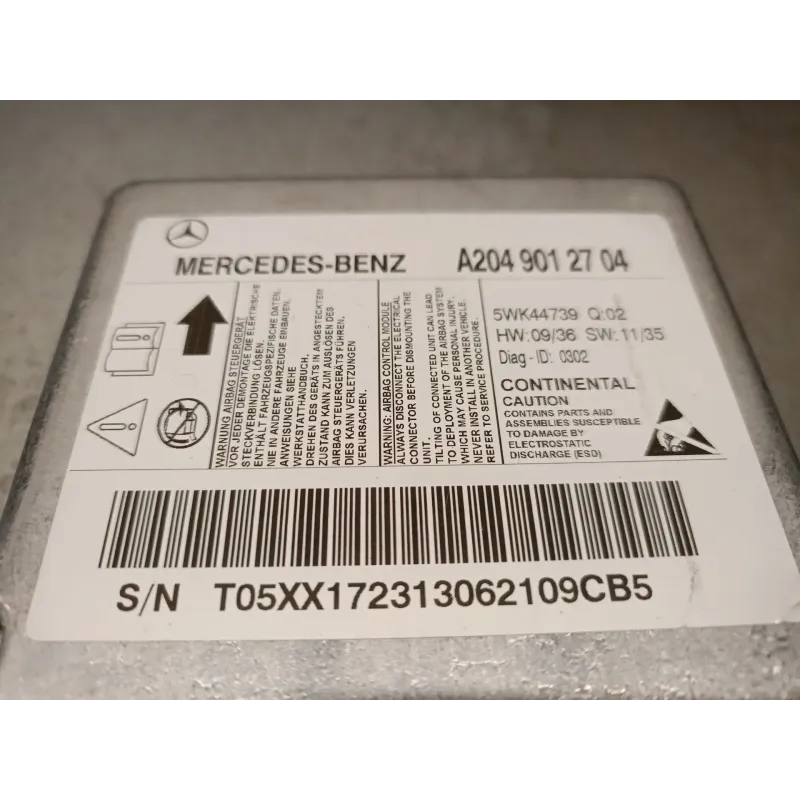 MERCEDES-BENZ A204 901 27 04
WARNUNG AIRBAG STEUERGERÄT
VOR JEDER DEMONTAGE DIE ELEKTRISCHE
STECKVERBINDUNG LÖSEN.
ENTHÄLT FAHRZEUGSPEZIFISCHE DATEN.
NIE IN ANDERE FAHRZEUGE EINBAUEN.
ANWEISUNGEN SIEHE
WERKSTATTHANDBUCH.
DREHEN DES GERÄTS IN ANGESTECKTEM
ZUSTAND KANN ZUM AUSLÖSEN DES
AIRBAG STEUERGERÄTS FÜHREN.
DIES KANN VERLETZUNGEN
VERURSACHEN.
WARNING: AIRBAG CONTROL MODULE
ALWAYS DISCONNECT THE ELECTRICAL
CONNECTOR BEFORE DISMOUNTING THE
UNIT.
TILTING OF CONNECTED UNIT CAN LEAD
TO DEPLOYMENT OF THE AIRBAG SYSTEM
WHICH MAY CAUSE PERSONAL INJURY.
NEVER INSTALL IN ANOTHER VEHICLE.
REFER TO SERVICE PROCEDURE.
5WK44739 Q:02
HW:09/36 SW:11/35
Diag-ID: 0302
CONTINENTAL
CAUTION
CONTAINS PARTS AND
ASSEMBLIES SUSCEPTIBLE
TO DAMAGE BY
ELECTROSTATIC
DISCHARGE (ESD)
S/N T05XX172313062109CB5